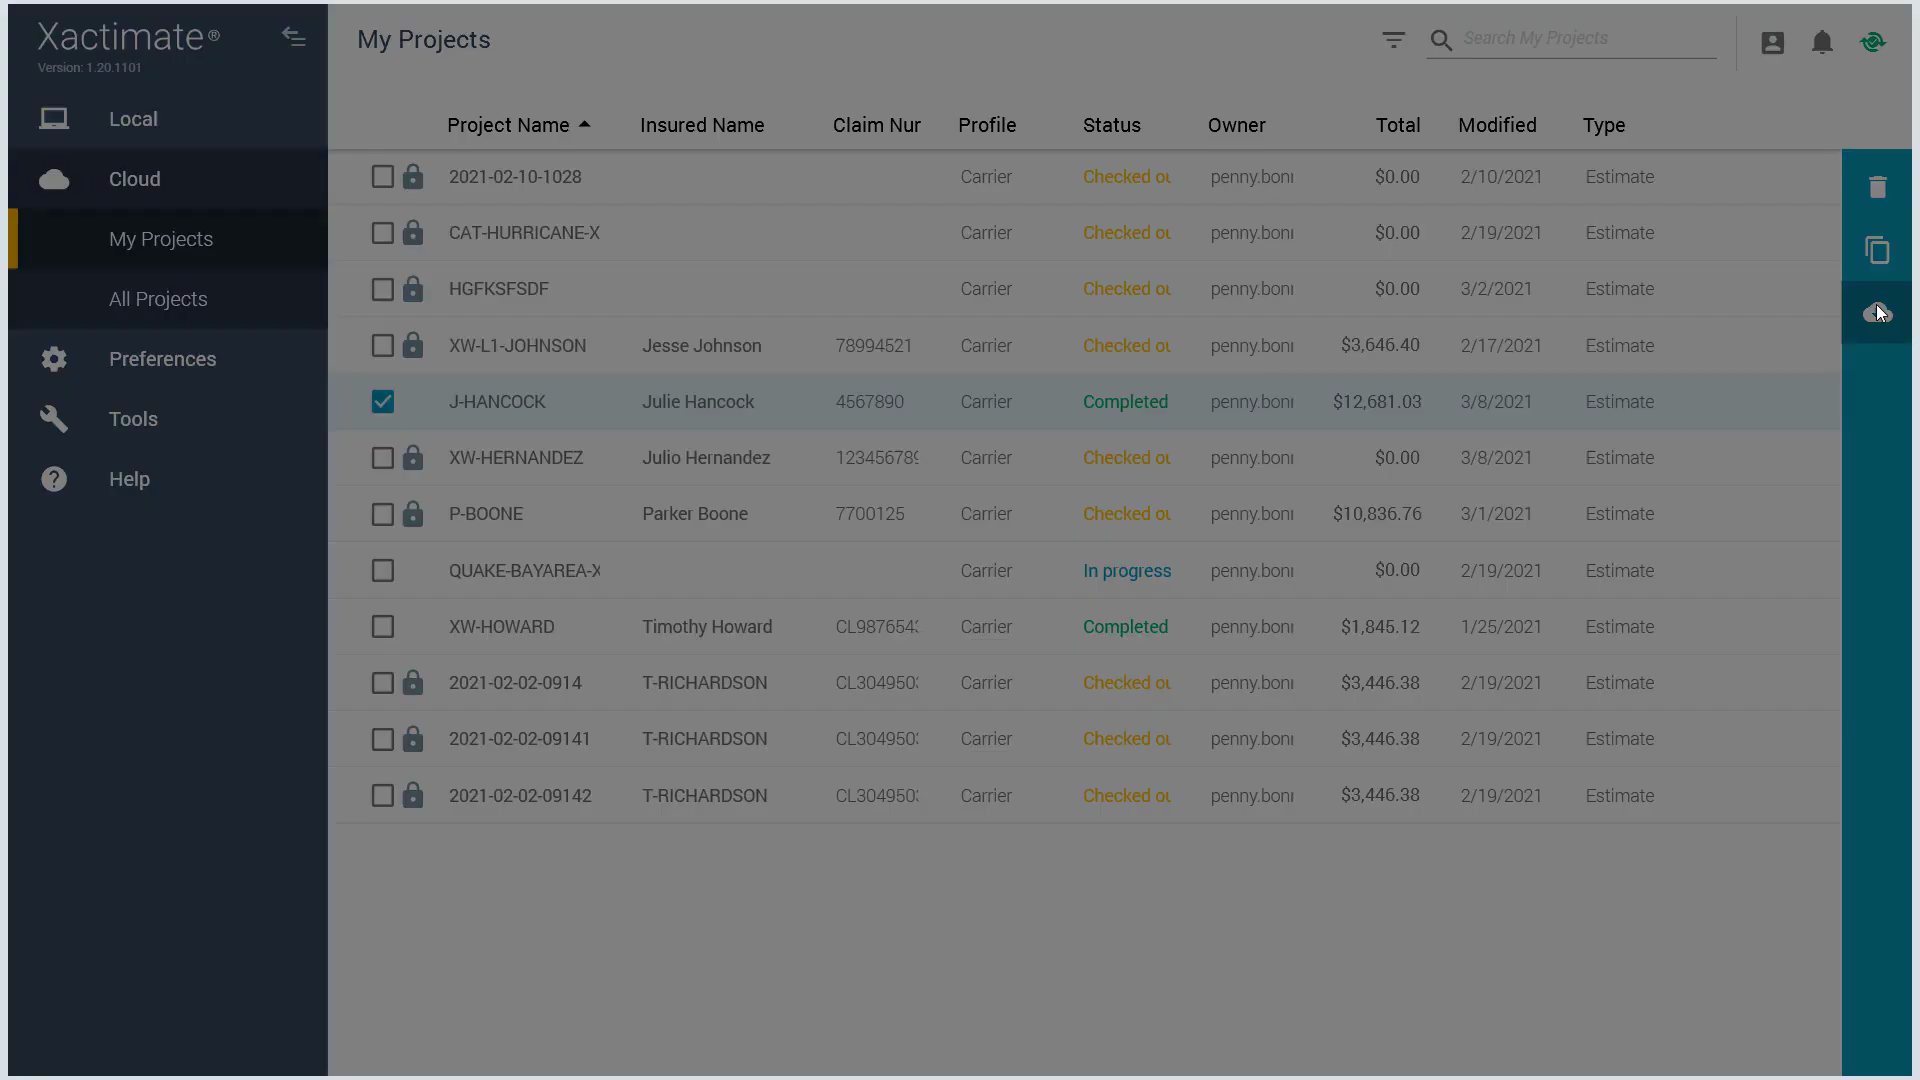 Xactimate®
Version: 1.20.1101
Local
Cloud
My Projects
All Projects
Preferences
Tools
Help
My Projects
Search My Projects
Project Name Insured Name Claim Nur Profile Status Owner Total Modified Type
2021-02-10-1028 Carrier Checked ou penny.boni $0.00 2/10/2021 Estimate
CAT-HURRICANE-X Carrier Checked ou penny.boni $0.00 2/19/2021 Estimate
HGFKSFSDF Carrier Checked ou penny.boni $0.00 3/2/2021 Estimate
XW-L1-JOHNSON Jesse Johnson 78994521 Carrier Checked ou penny.boni $3,646.40 2/17/2021 Estimate
J-HANCOCK Julie Hancock 4567890 Carrier Completed penny.boni $12,681.03 3/8/2021 Estimate
XW-HERNANDEZ Julio Hernandez 123456789 Carrier Checked ou penny.boni $0.00 3/8/2021 Estimate
P-BOONE Parker Boone 7700125 Carrier Checked ou penny.boni $10,836.76 3/1/2021 Estimate
QUAKE-BAYAREA-X Carrier In progress penny.boni $0.00 2/19/2021 Estimate
XW-HOWARD Timothy Howard CL987654 Carrier Completed penny.boni $1,845.12 1/25/2021 Estimate
2021-02-02-0914 T-RICHARDSON CL304950 Carrier Checked ou penny.boni $3,446.38 2/19/2021 Estimate
2021-02-02-09141 T-RICHARDSON CL304950 Carrier Checked ou penny.boni $3,446.38 2/19/2021 Estimate
2021-02-02-09142 T-RICHARDSON CL304950 Carrier Checked ou penny.boni $3,446.38 2/19/2021 Estimate